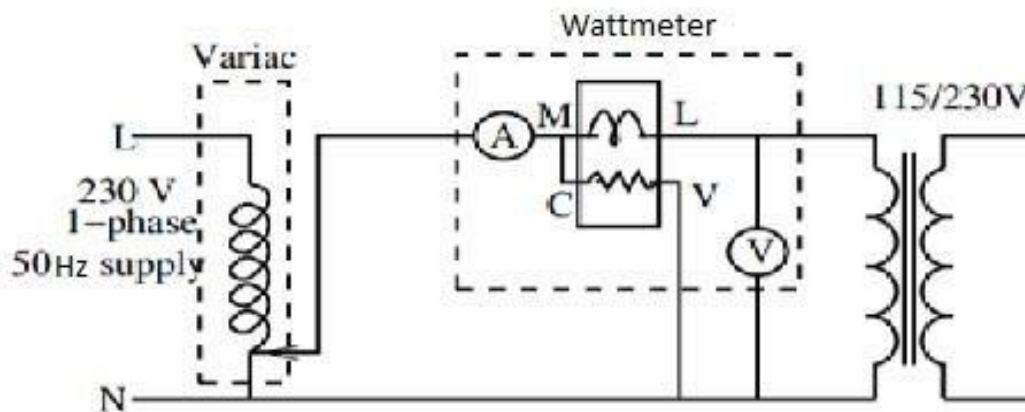 Wattmeter
Variac
115/230V
L
A
M
L
230 V
1-phase
50Hz supply
C
V
V
N